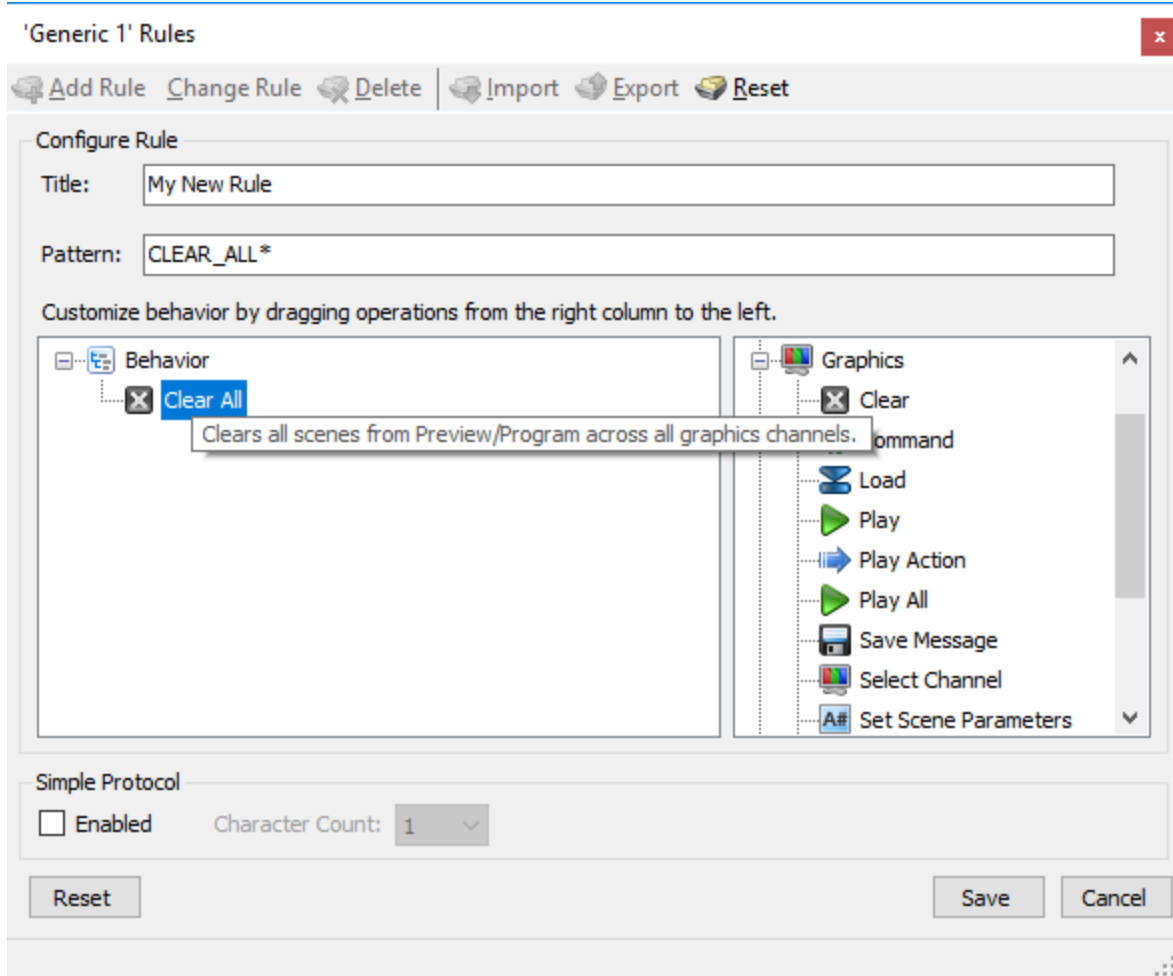 'Generic 1' Rules
x
Add Rule Change Rule Delete Import Export Reset
Configure Rule
Title: My New Rule
Pattern: CLEAR_ALL*
Customize behavior by dragging operations from the right column to the left.
Behavior
Clear All
Clears all scenes from Preview/Program across all graphics channels.
Graphics
Clear
ommand
Load
Play
Play Action
Play All
Save Message
Select Channel
A# Set Scene Parameters
Simple Protocol
Enabled Character Count: 1
Reset Save Cancel